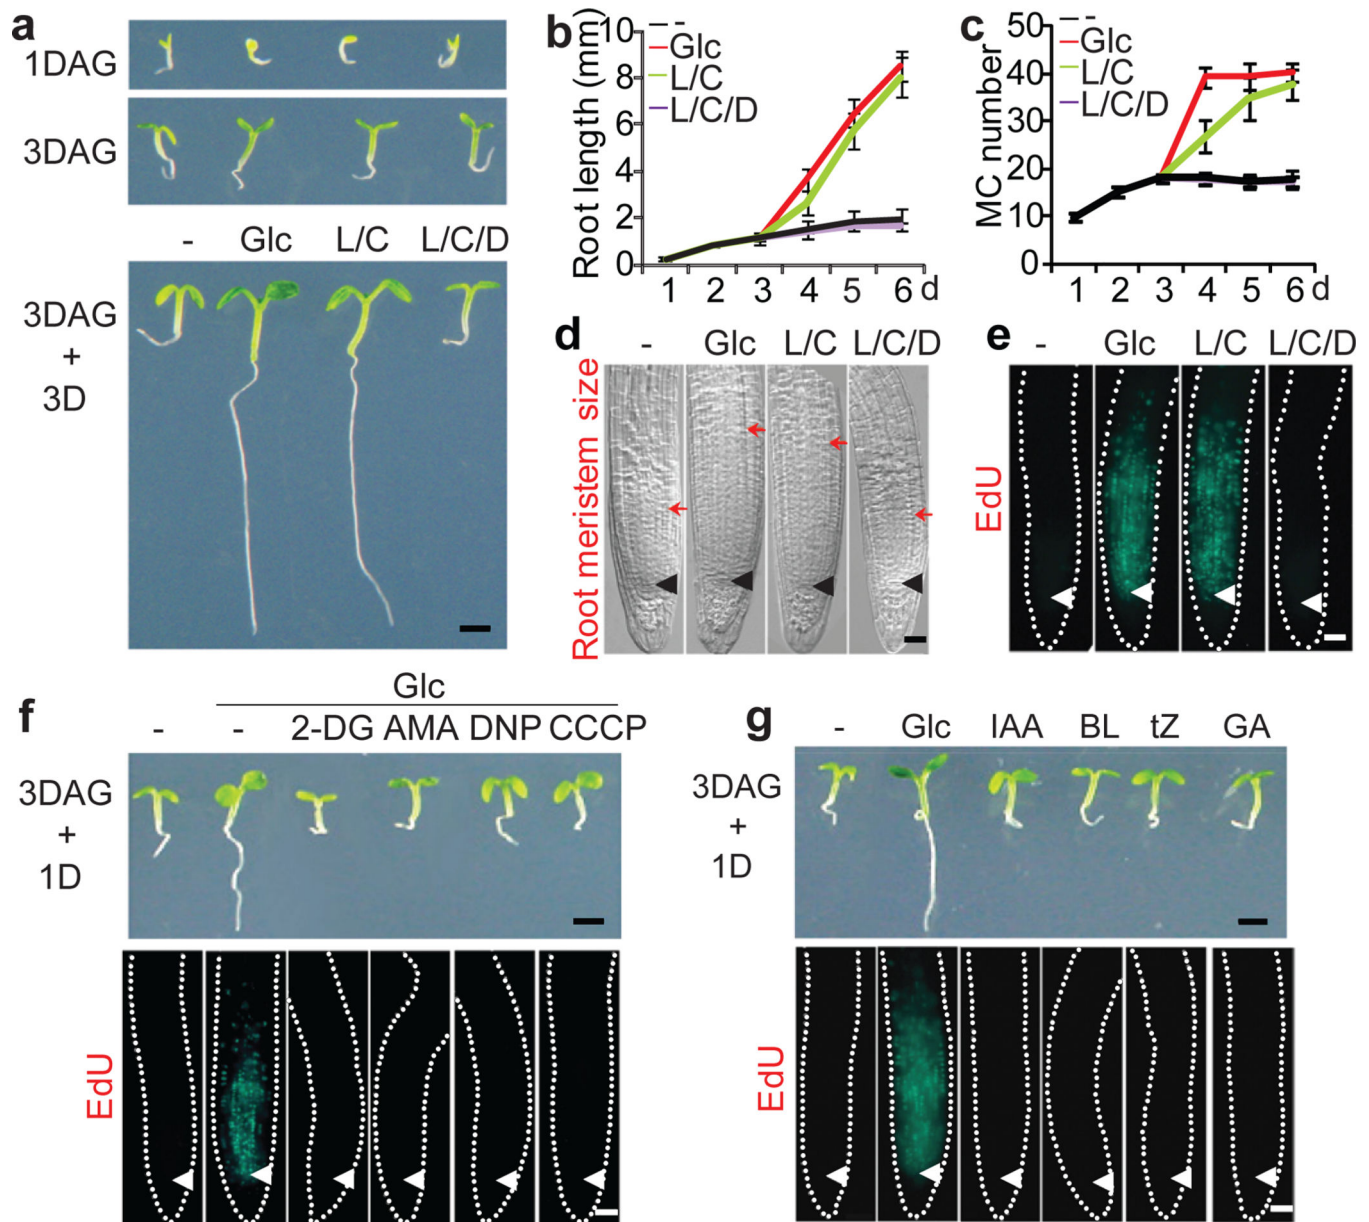 a
1DAG
3DAG
- Glc L/C L/C/D
3DAG
+
3D
b
Root length (mm)
10
8
6
4
2
0
1 2 3 4 5 6 d
-
Glc
L/C
L/C/D
c
MC number
50
40
30
20
10
0
1 2 3 4 5 6 d
-
Glc
L/C
L/C/D
d
- Glc L/C L/C/D
Root meristem size
e
- Glc L/C L/C/D
EdU
f
Glc
- - 2-DG AMA DNP CCCP
3DAG
+
1D
EdU
g
- Glc IAA BL tZ GA
3DAG
+
1D
EdU